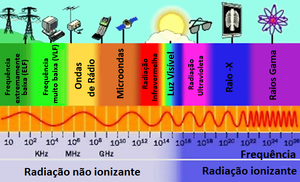 Frequência
extremamente
baixa (ELF)
Frequência
muito baixa (VLF)
Ondas
de Rádio
Microondas
Radiação
Infravermelha
Luz Visível
Radiação
Ultravioleta
Raio-X
Raios Gama
10 10² 10⁴ 10⁶ 10⁸ 10¹⁰ 10¹² 10¹⁴ 10¹⁶ 10¹⁸ 10²⁰ 10²² 10²⁴ 10²⁶
KHz MHz GHz Frequência
Radiação não ionizante Radiação ionizante